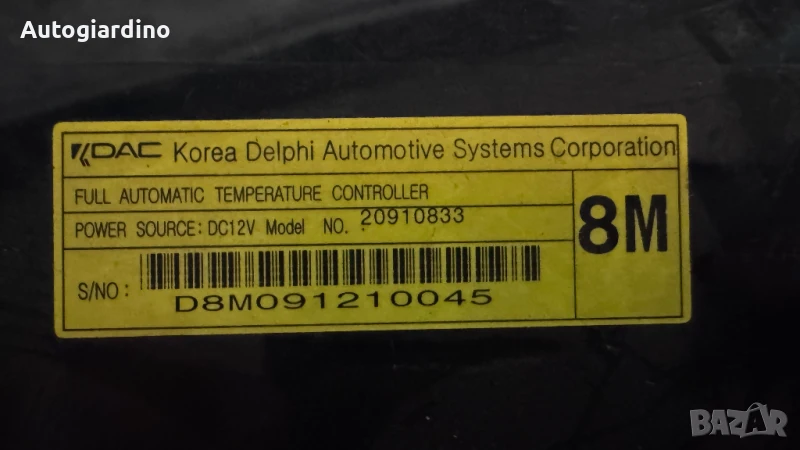 Autogiardino
KDAC Korea Delphi Automotive Systems Corporation
FULL AUTOMATIC TEMPERATURE CONTROLLER
POWER SOURCE: DC12V Model NO. 20910833
8M
S/NO :
D8M091210045
BAZAR